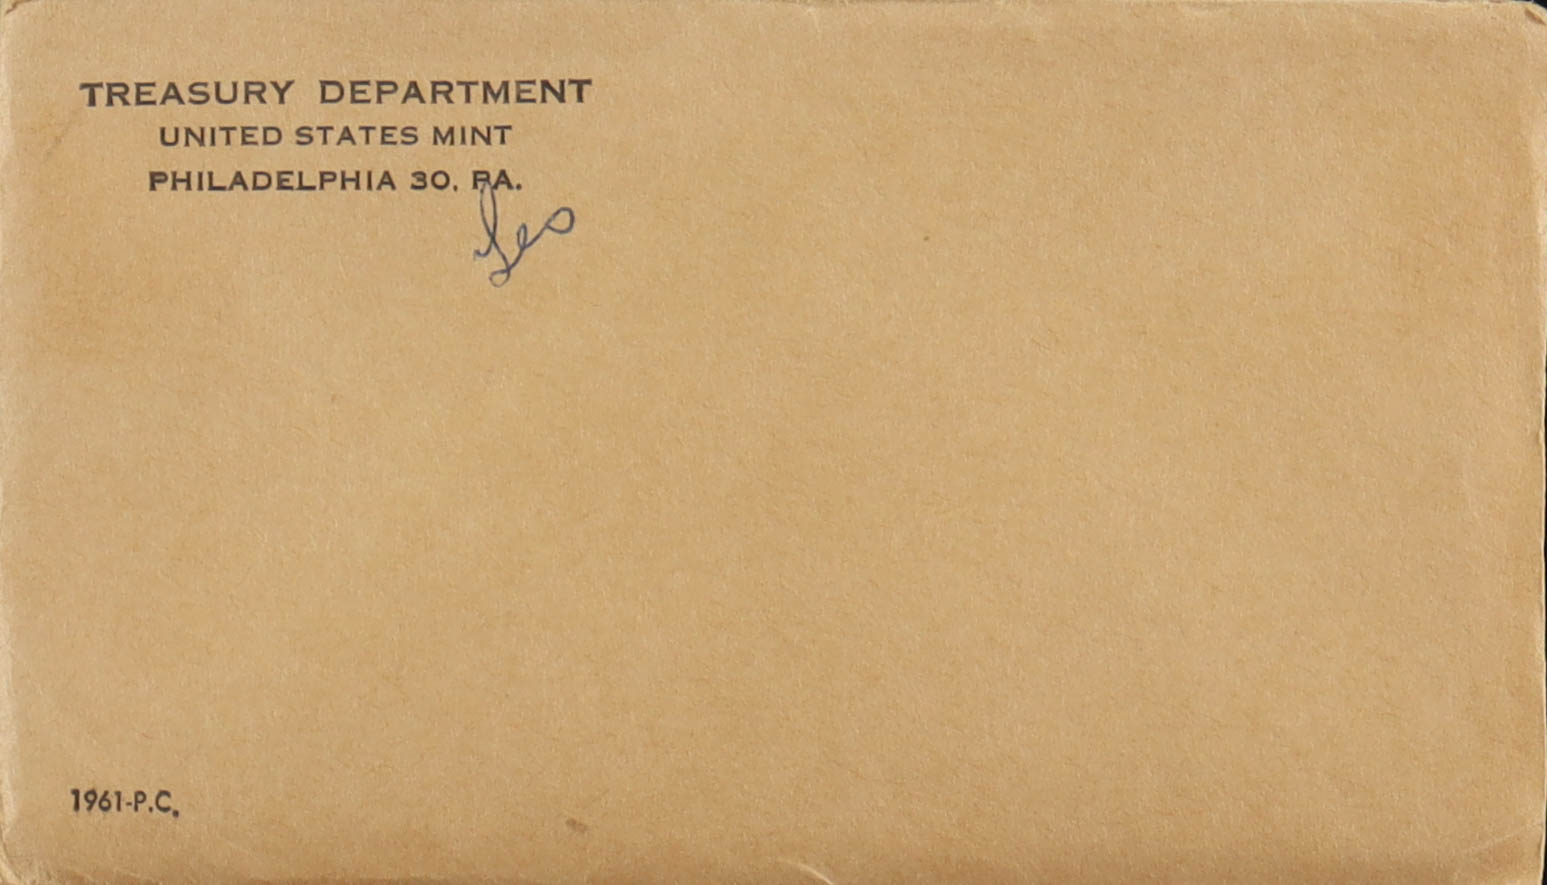 TREASURY DEPARTMENT
UNITED STATES MINT
PHILADELPHIA 30, PA.
1961-P.C.